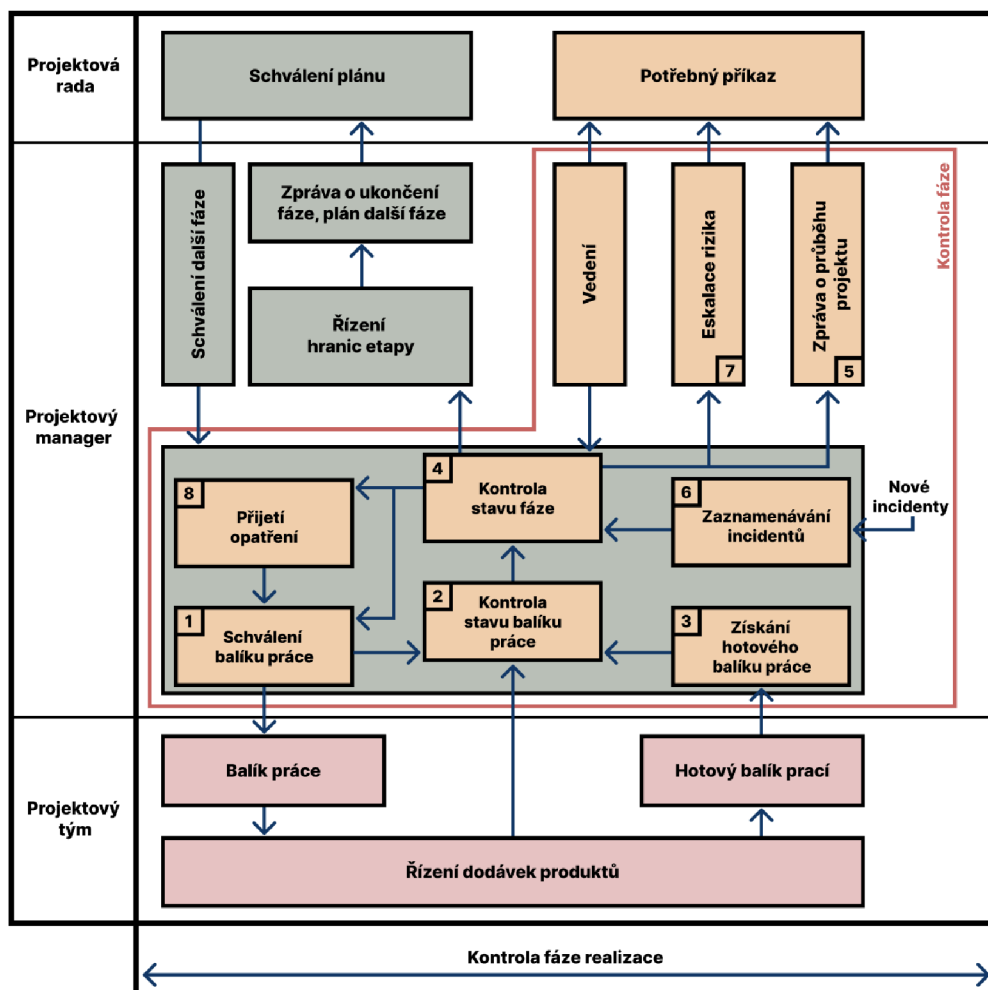 Projektová
rada
Schválení plánu
Potřebný příkaz
Projektový
manager
Schválení další fáze
Zpráva o ukončení
fáze, plán další fáze
Řízení
hranic etapy
Vedení
Eskalace rizika
7
Zpráva o průběhu
projektu
5
Kontrola fáze
8
Přijetí
opatření
4
Kontrola
stavu fáze
6
Zaznamenávání
incidentů
Nové
incidenty
1
Schválení
balíku práce
2
Kontrola
stavu balíku
práce
3
Získání
hotového
balíku práce
Projektový
tým
Balík práce
Hotový balík prací
Řízení dodávek produktů
Kontrola fáze realizace